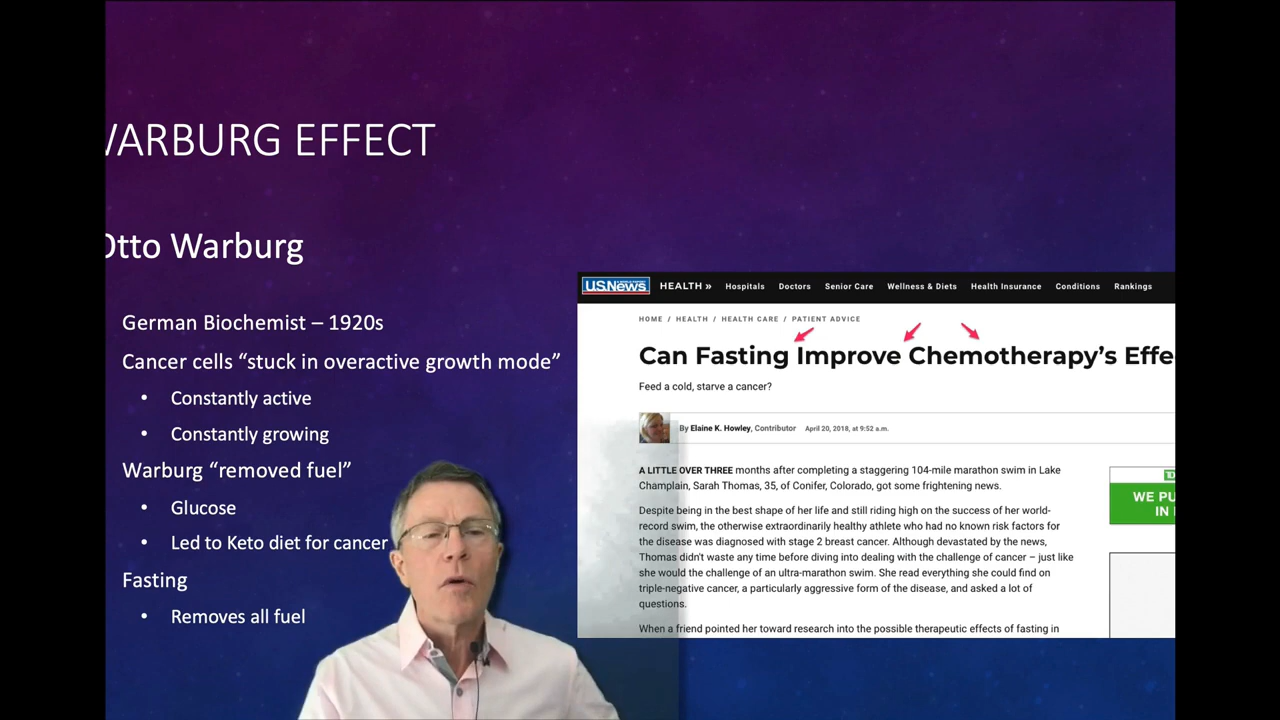 WARBURG EFFECT
Otto Warburg
German Biochemist – 1920s
Cancer cells “stuck in overactive growth mode”
• Constantly active
• Constantly growing
Warburg “removed fuel”
• Glucose
• Led to Keto diet for cancer
Fasting
• Removes all fuel
U.S.News HEALTH » Hospitals Doctors Senior Care Wellness & Diets Health Insurance Conditions Rankings
HOME / HEALTH / HEALTH CARE / PATIENT ADVICE
Can Fasting Improve Chemotherapy’s Effe
Feed a cold, starve a cancer?
By Elaine K. Howley, Contributor April 20, 2018, at 9:52 a.m.
A LITTLE OVER THREE months after completing a staggering 104-mile marathon swim in Lake
Champlain, Sarah Thomas, 35, of Conifer, Colorado, got some frightening news.
Despite being in the best shape of her life and still riding high on the success of her world-
record swim, the otherwise extraordinarily healthy athlete who had no known risk factors for
the disease was diagnosed with stage 2 breast cancer. Although devastated by the news,
Thomas didn't waste any time before diving into dealing with the challenge of cancer – just like
she would the challenge of an ultra-marathon swim. She read everything she could find on
triple-negative cancer, a particularly aggressive form of the disease, and asked a lot of
questions.
When a friend pointed her toward research into the possible therapeutic effects of fasting in
WE PU
IN